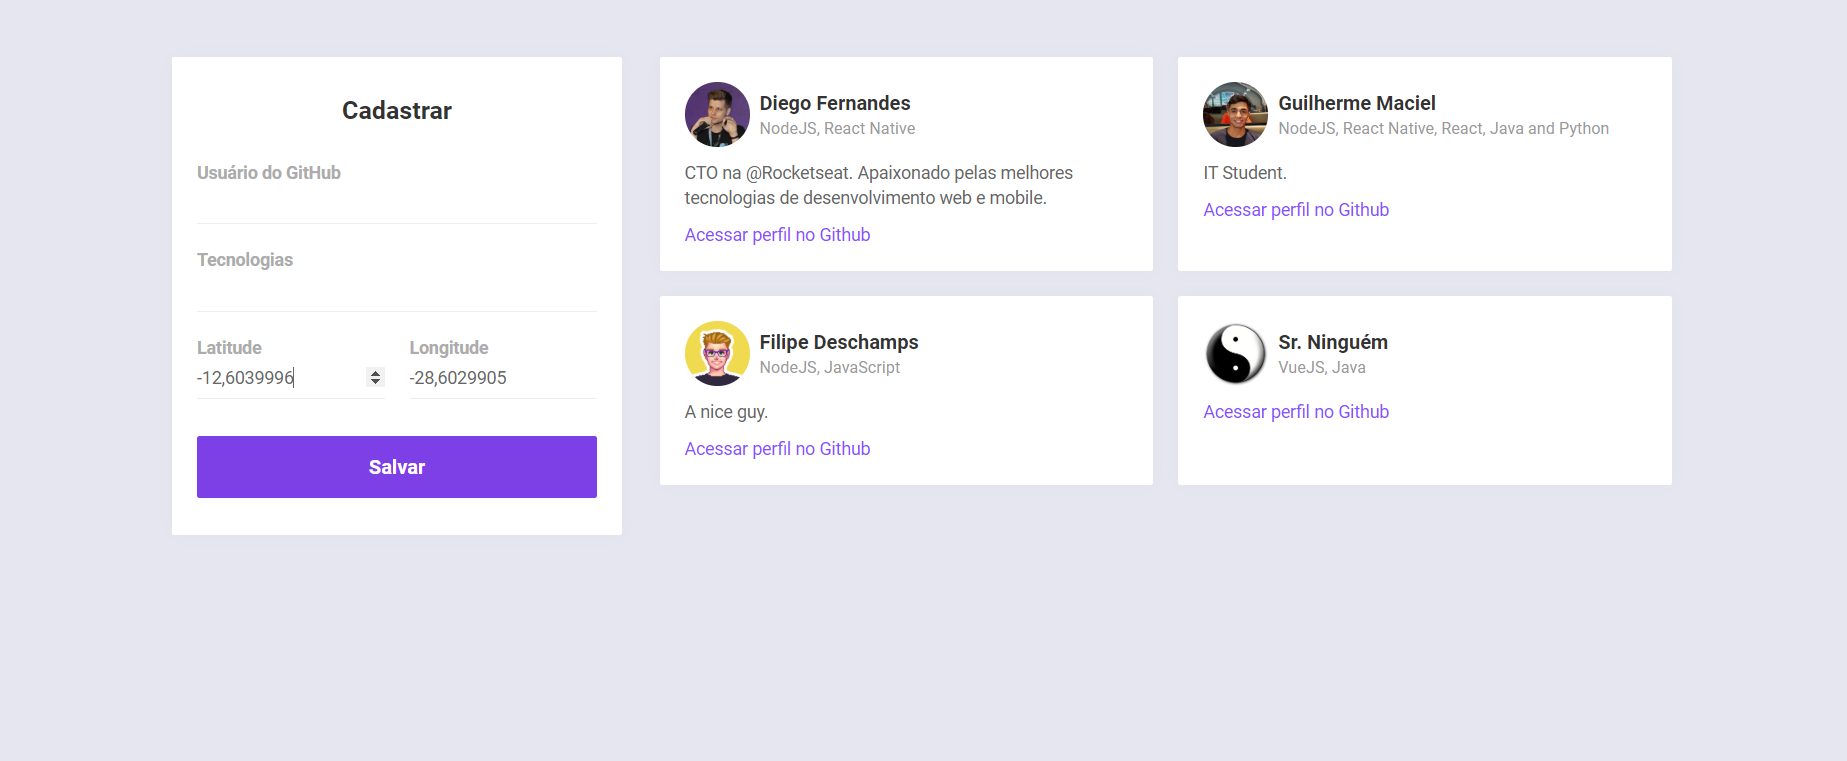 Cadastrar
Usuário do GitHub
Tecnologias
Latitude
Longitude
-12,6039996
-28,6029905
Salvar
Diego Fernandes
NodeJS, React Native
CTO na @Rocketseat. Apaixonado pelas melhores
tecnologias de desenvolvimento web e mobile.
Acessar perfil no Github
Guilherme Maciel
NodeJS, React Native, React, Java and Python
IT Student.
Acessar perfil no Github
Filipe Deschamps
NodeJS, JavaScript
A nice guy.
Acessar perfil no Github
Sr. Ninguém
VueJS, Java
Acessar perfil no Github